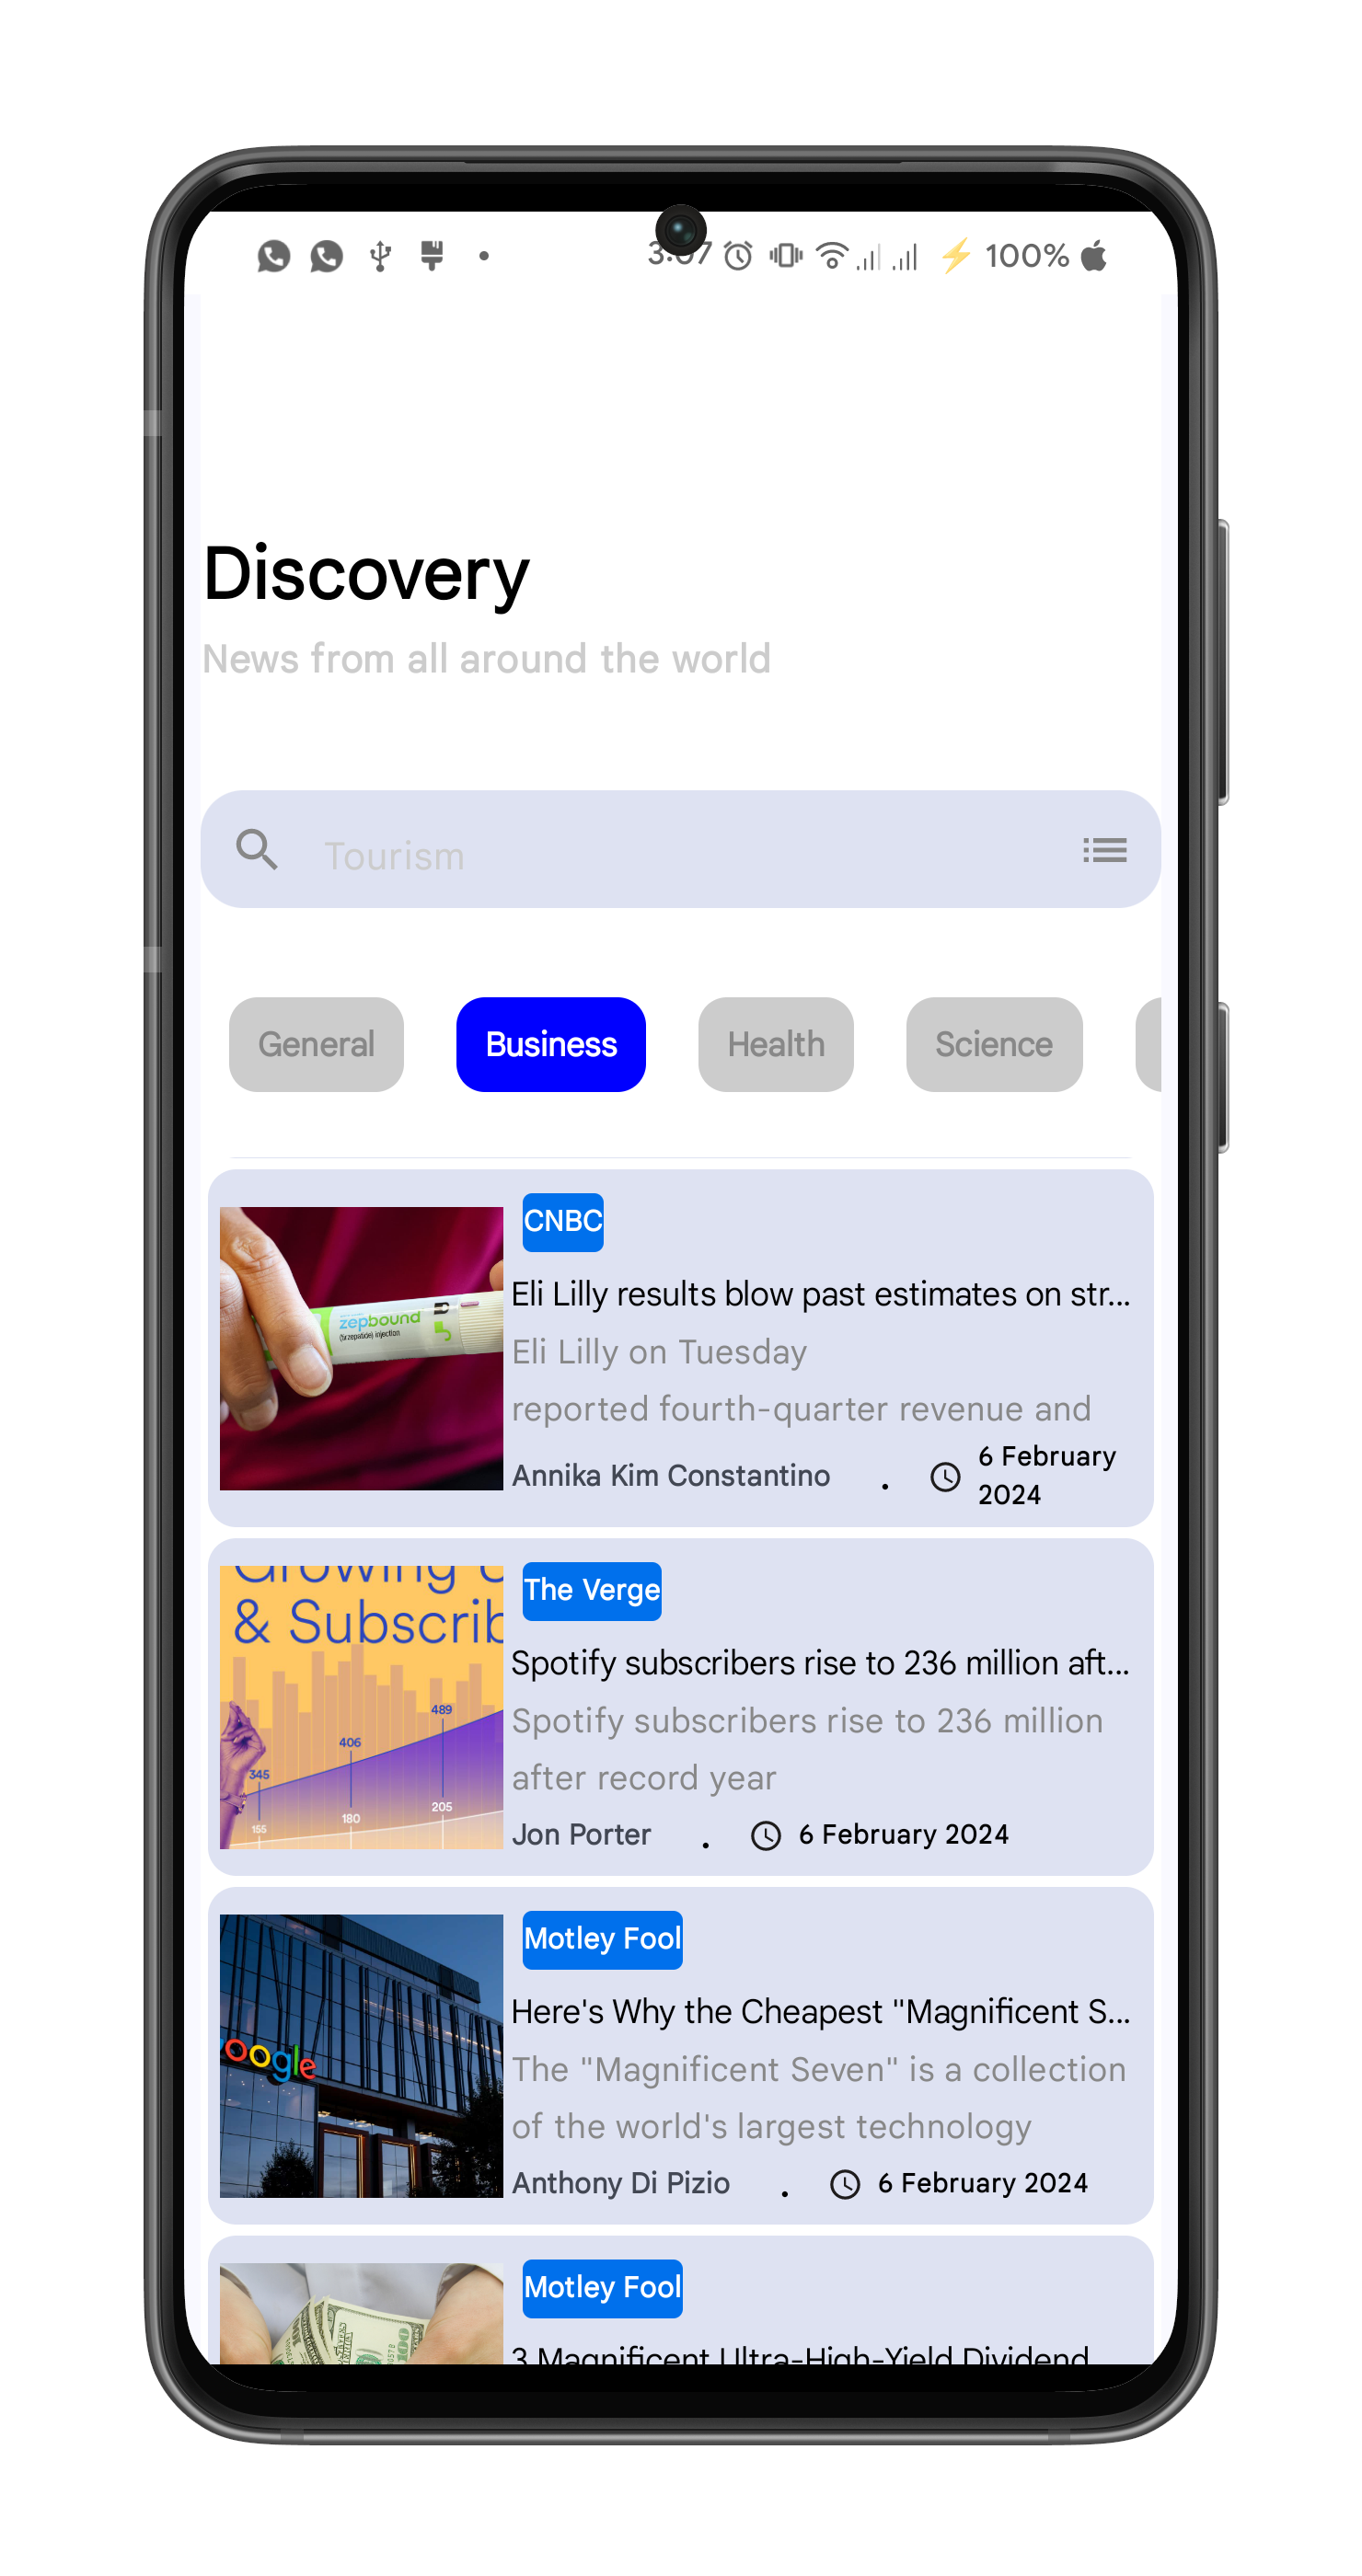 3:07 100%
Discovery
News from all around the world
Tourism
General Business Health Science
CNBC
zepbound
(tirzepatide) injection
Eli Lilly results blow past estimates on str...
Eli Lilly on Tuesday
reported fourth-quarter revenue and
Annika Kim Constantino . 6 February
2024
& Subscrib
489
406
345
205
180
155
The Verge
Spotify subscribers rise to 236 million aft...
Spotify subscribers rise to 236 million
after record year
Jon Porter . 6 February 2024
oogle
Motley Fool
Here's Why the Cheapest "Magnificent S...
The "Magnificent Seven" is a collection
of the world's largest technology
Anthony Di Pizio . 6 February 2024
100
Motley Fool
3 Magnificent Ultra-High-Yield Dividend